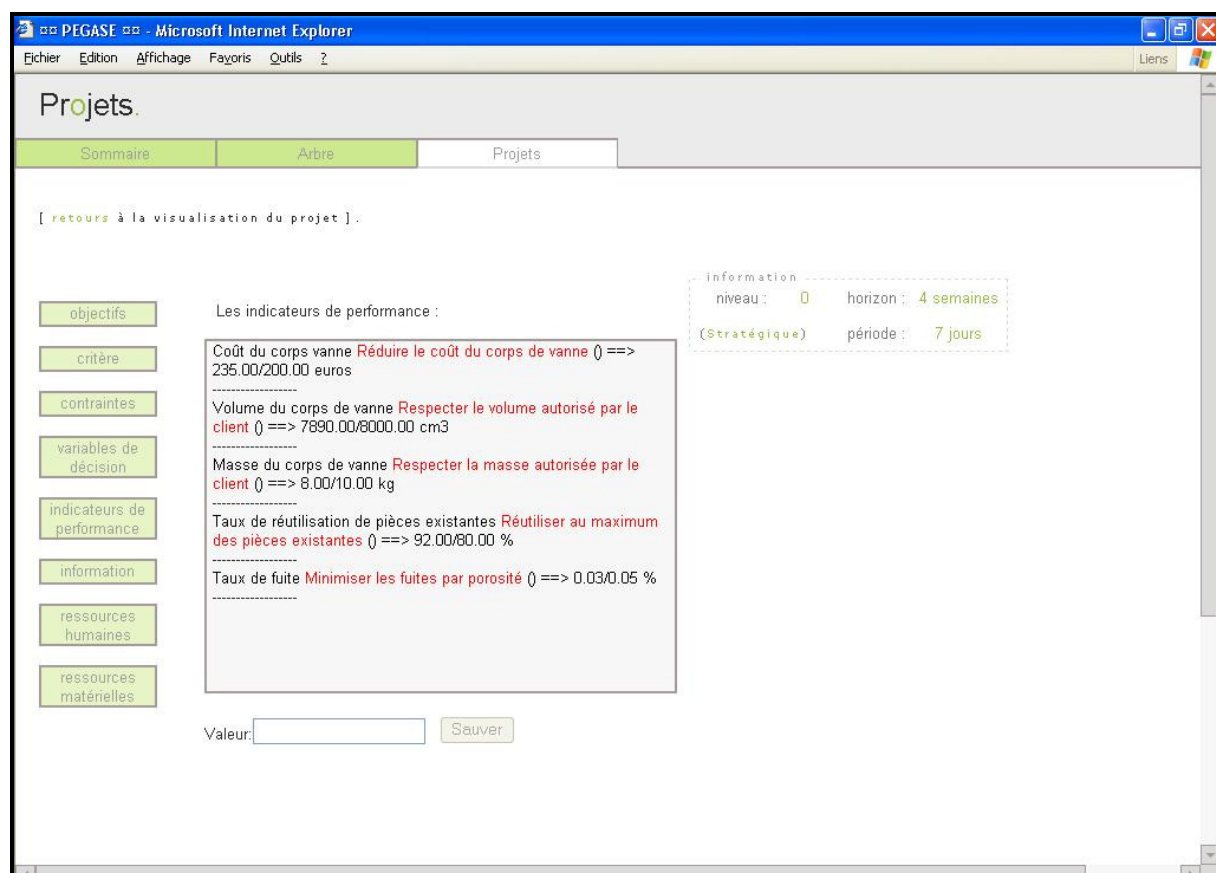 ¤¤ PEGASE ¤¤ - Microsoft Internet Explorer
Fichier Edition Affichage Favoris Outils ? Liens
Projets.
Sommaire Arbre Projets
[ retours à la visualisation du projet ] .
information
niveau : 0 horizon : 4 semaines
(Stratégique) période : 7 jours
objectifs
critère
contraintes
variables de
décision
indicateurs de
performance
information
ressources
humaines
ressources
matérielles
Les indicateurs de performance :
Coût du corps vanne Réduire le coût du corps de vanne () ==>
235.00/200.00 euros
-----------------
Volume du corps de vanne Respecter le volume autorisé par le
client () ==> 7890.00/8000.00 cm3
-----------------
Masse du corps de vanne Respecter la masse autorisée par le
client () ==> 8.00/10.00 kg
-----------------
Taux de réutilisation de pièces existantes Réutiliser au maximum
des pièces existantes () ==> 92.00/80.00 %
-----------------
Taux de fuite Minimiser les fuites par porosité () ==> 0.03/0.05 %
-----------------
Valeur: Sauver